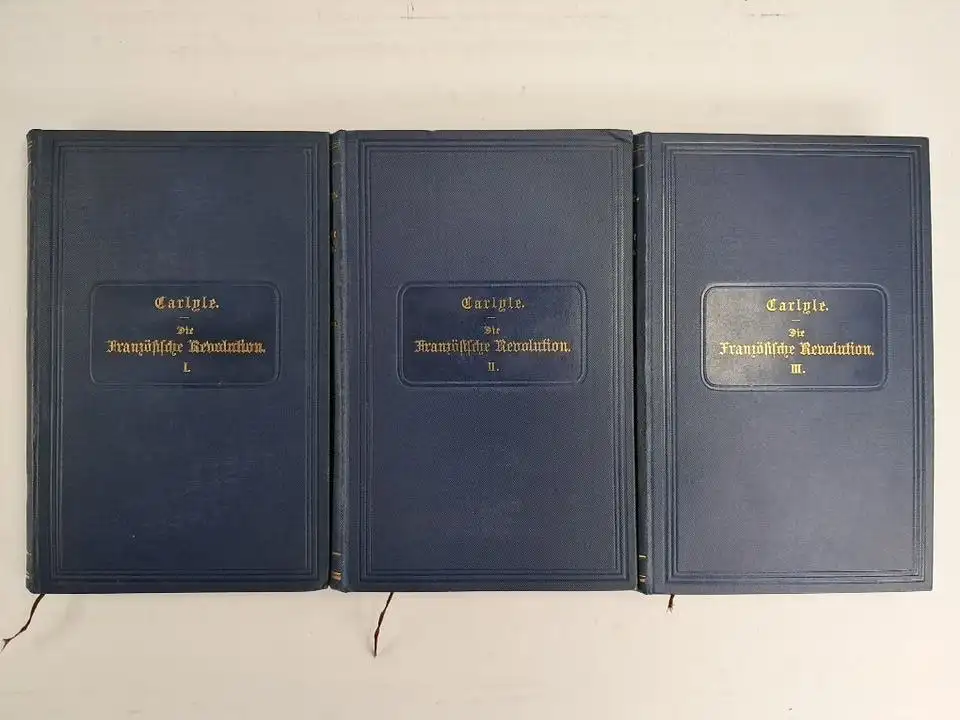 Carlyle.
Die
Französische Revolution.
I.
Carlyle.
Die
Französische Revolution.
II.
Carlyle.
Die
Französische Revolution.
III.